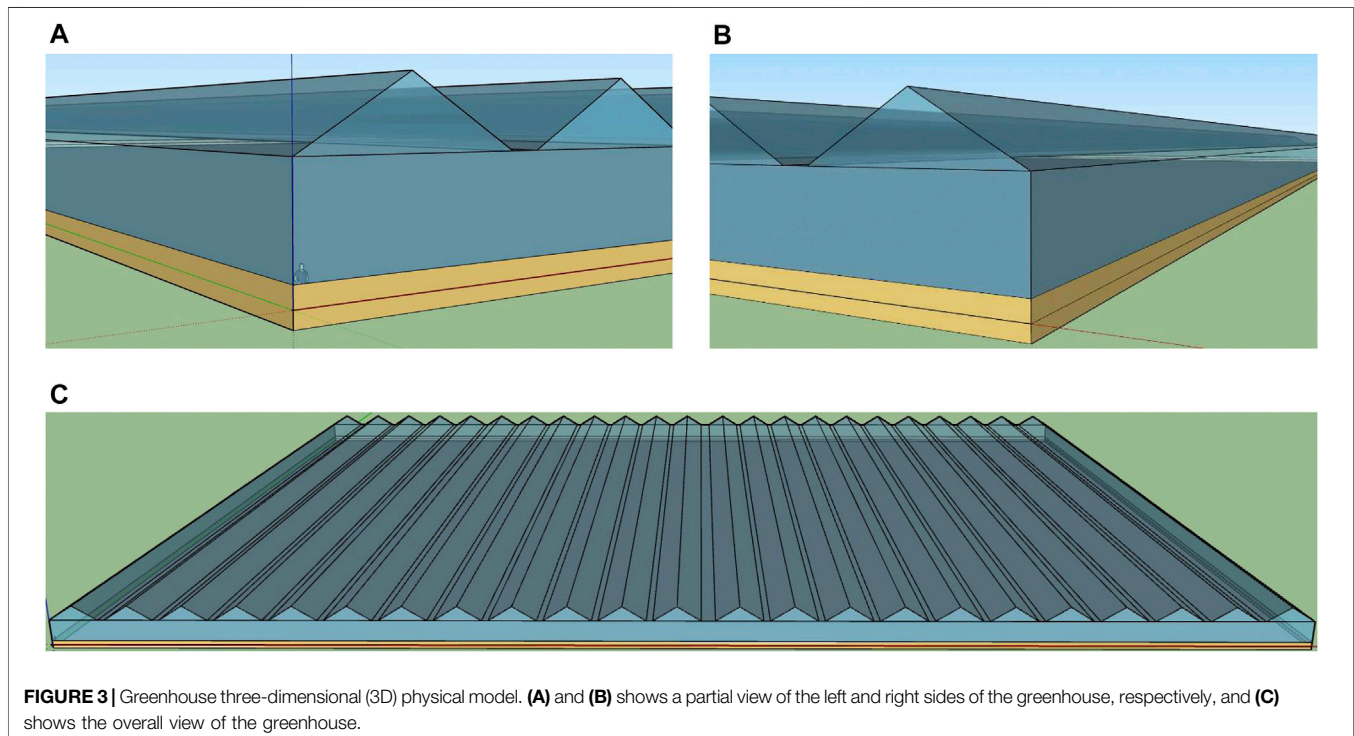 A
B
C
FIGURE 3 | Greenhouse three-dimensional (3D) physical model. (A) and (B) shows a partial view of the left and right sides of the greenhouse, respectively, and (C)
shows the overall view of the greenhouse.